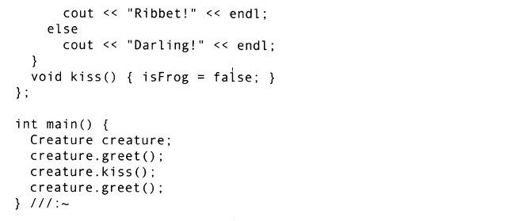 cout << "Ribbet!" << endl;
else
cout << "Darling!" << endl;
}
void kiss() { isFrog = false; }
};
int main() {
Creature creature;
creature.greet();
creature.kiss();
creature.greet();
} ///:~